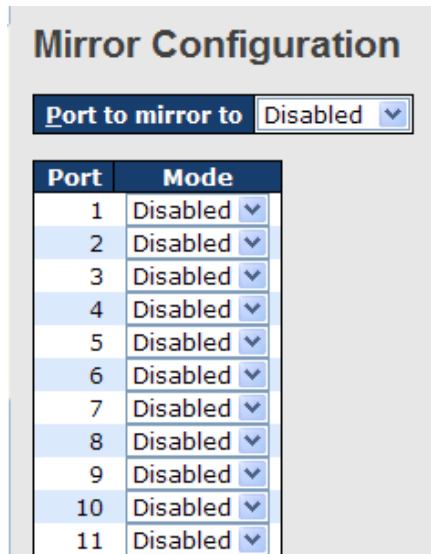 Mirror Configuration
Port to mirror to Disabled
Port Mode
1 Disabled
2 Disabled
3 Disabled
4 Disabled
5 Disabled
6 Disabled
7 Disabled
8 Disabled
9 Disabled
10 Disabled
11 Disabled